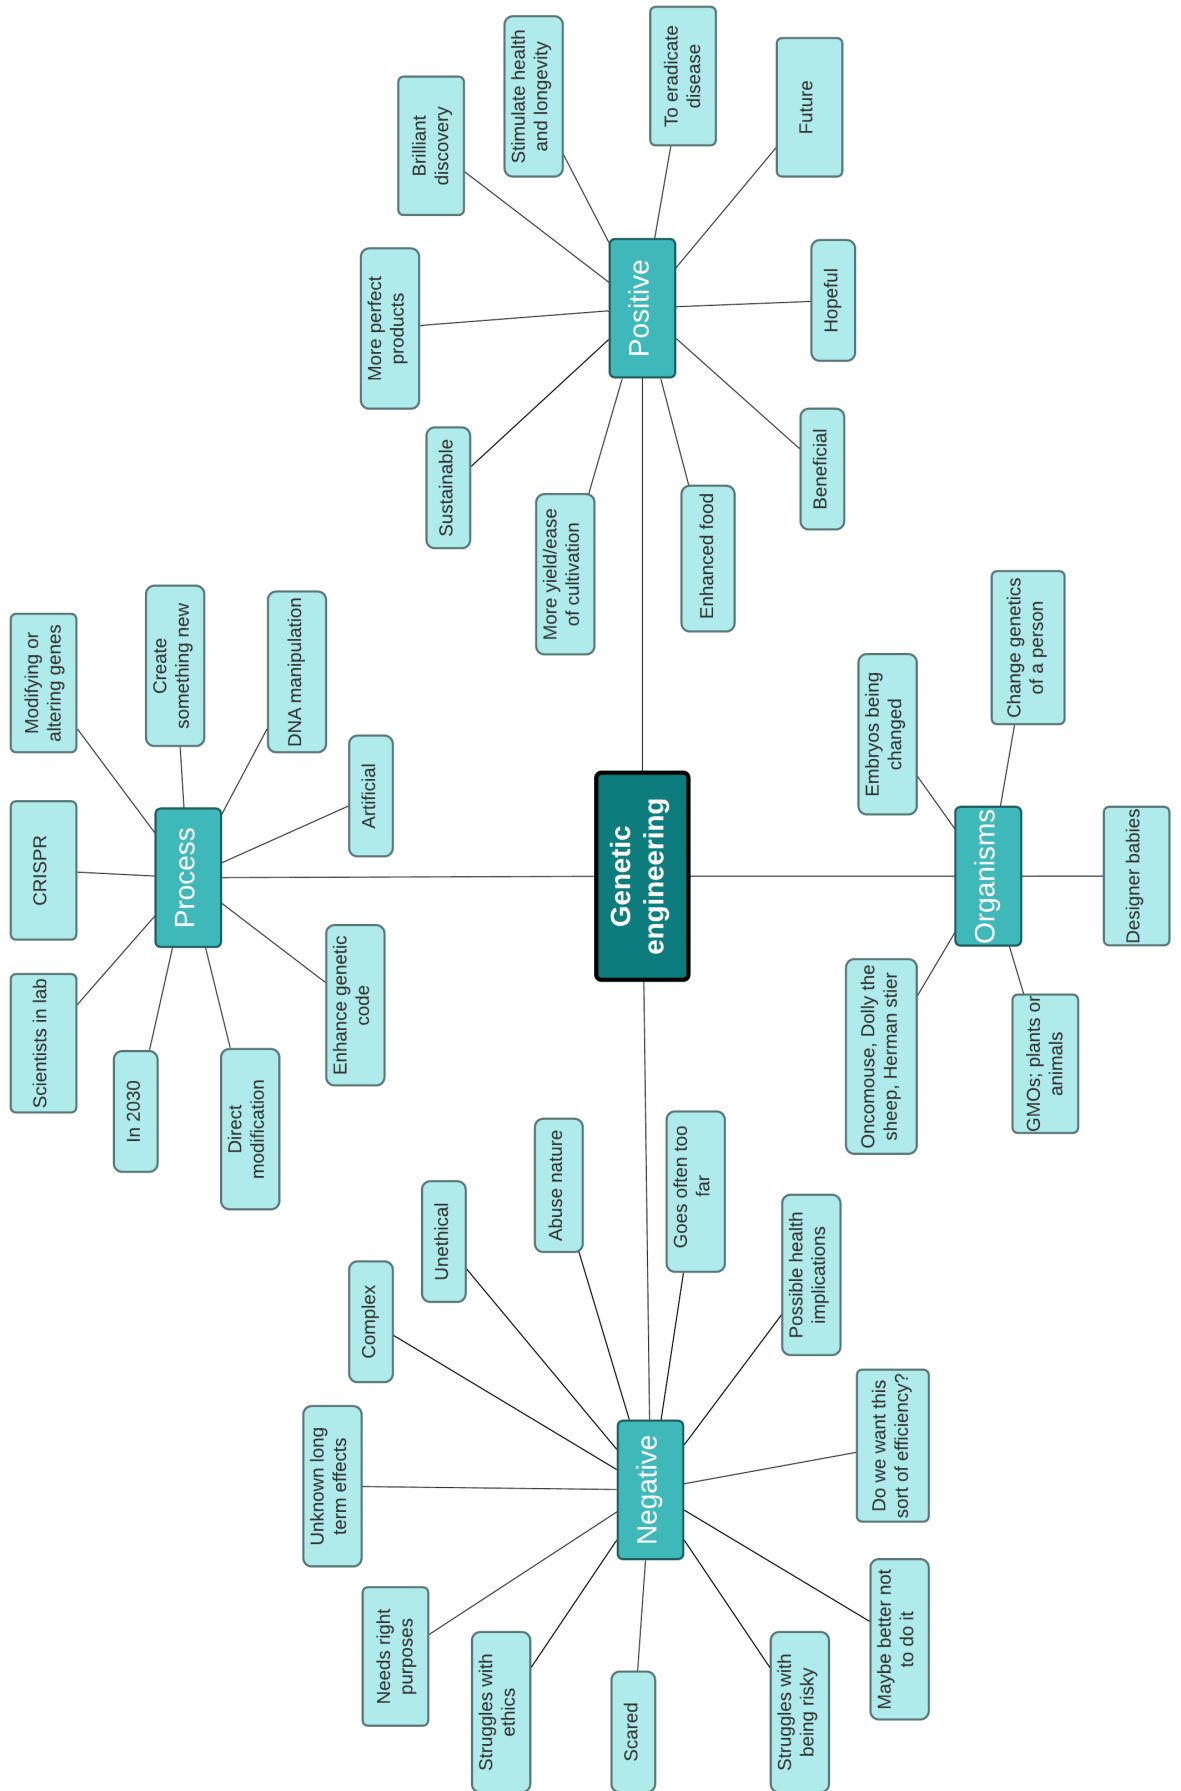 Scientists in lab
CRISPR
Modifying or
altering genes
In 2030
Create
something new
Process
Direct
modification
DNA manipulation
Enhance genetic
code
Artificial
Unknown long
term effects
Complex
Unethical
Needs right
purposes
Abuse nature
Struggles with
ethics
Goes often too
far
Negative
Scared
Possible health
implications
Struggles with
being risky
Maybe better not
to do it
Do we want this
sort of efficiency?
Genetic
engineering
More perfect
products
Brilliant
discovery
Sustainable
Stimulate health
and longevity
More yield/ease
of cultivation
Positive
To eradicate
disease
Enhanced food
Future
Beneficial
Hopeful
Oncomouse, Dolly the
sheep, Herman stier
Embryos being
changed
Organisms
Change genetics
of a person
GMOs; plants or
animals
Designer babies